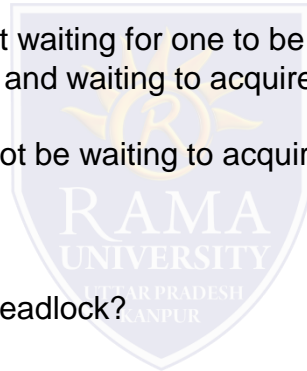 t waiting for one to be
and waiting to acquire
ot be waiting to acquir
RAMA
UNIVERSITY
UTTAR PRADESH
KANPUR
eadlock?